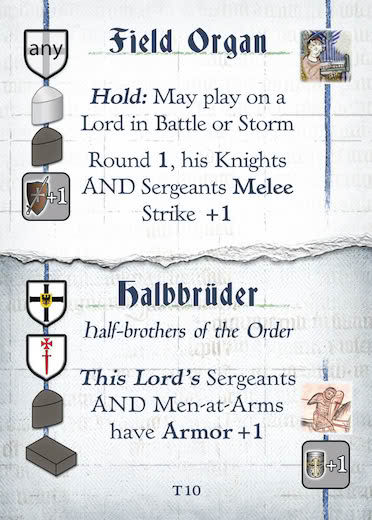 any
Field Organ
Hold: May play on a
Lord in Battle or Storm
Round 1, his Knights
AND Sergeants Melee
Strike +1
+1
Halbbrüder
Half-brothers of the Order
This Lord's Sergeants
AND Men-at-Arms
have Armor +1
+1
T10